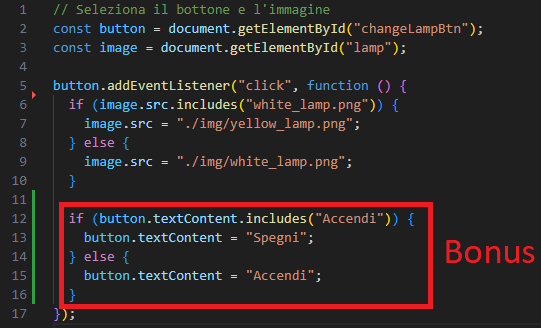 1 // Seleziona il bottone e l'immagine
2 const button = document.getElementById("changeLampBtn");
3 const image = document.getElementById("lamp");
4
5 button.addEventListener("click", function () {
6   if (image.src.includes("white_lamp.png")) {
7     image.src = "./img/yellow_lamp.png";
8   } else {
9     image.src = "./img/white_lamp.png";
10   }
11
12   if (button.textContent.includes("Accendi")) {
13     button.textContent = "Spegni";
14   } else {
15     button.textContent = "Accendi";
16   }
17 });
Bonus